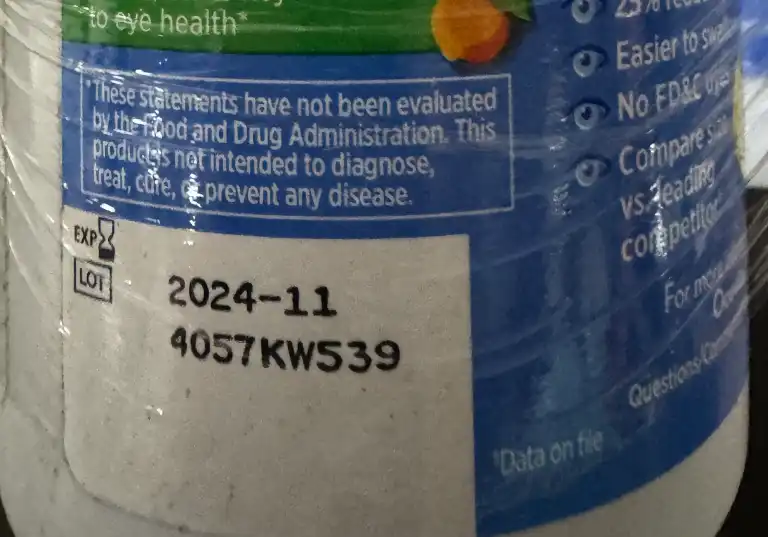 to eye health*
*These statements have not been evaluated
by the Food and Drug Administration. This
product is not intended to diagnose,
treat, cure, or prevent any disease.
EXP
LOT
2024-11
4057KW539
Easier to
No FD&C
Compare
vs. leading
competitor
For more
Questions
†Data on file